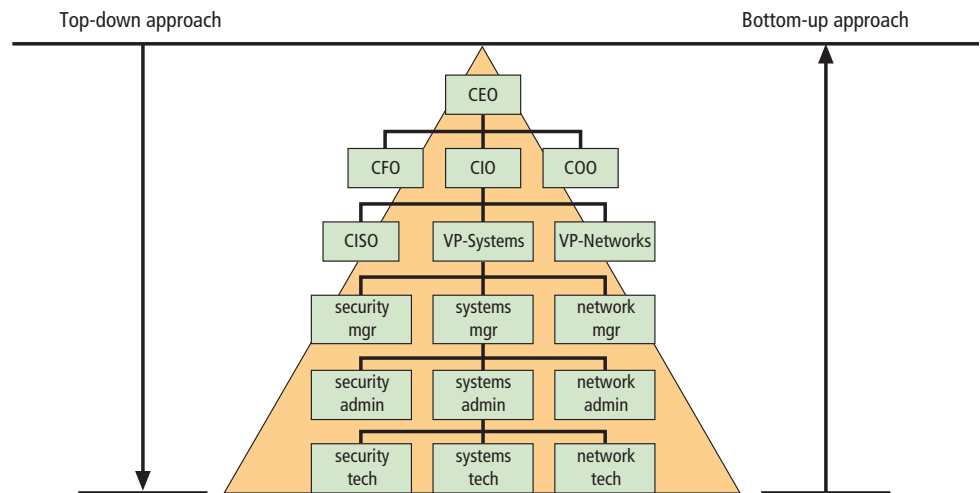 Top-down approach
Bottom-up approach
CEO
CFO
CIO
COO
CISO
VP-Systems
VP-Networks
security
mgr
systems
mgr
network
mgr
security
admin
systems
admin
network
admin
security
tech
systems
tech
network
tech